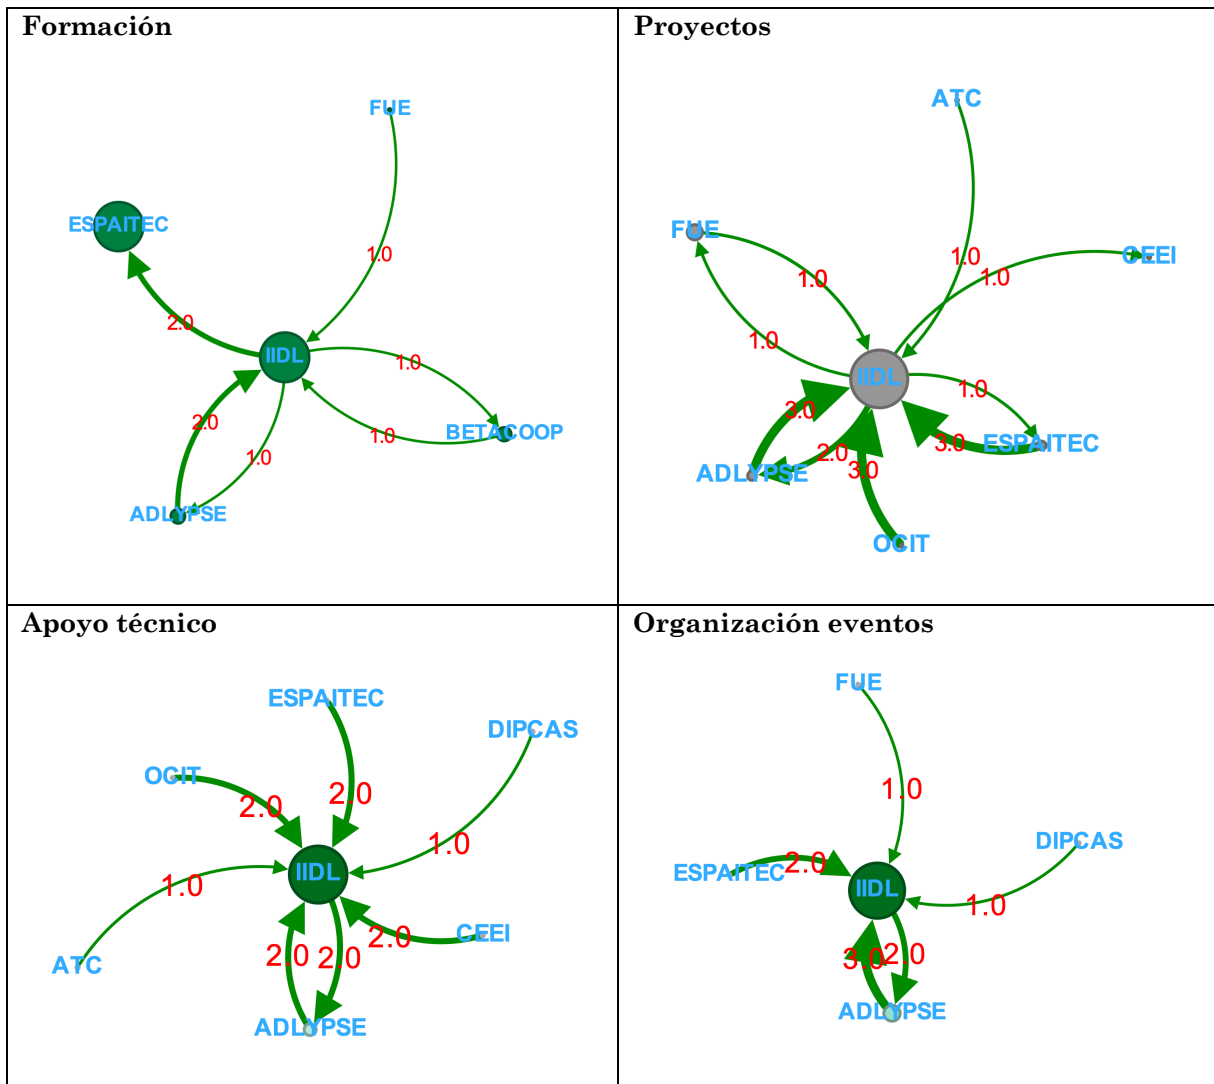 Formación
FUE
ESPAITEC
1.0
2.0
IIDL
1.0
2.0
BETACOOP
1.0
1.0
ADLYPSE
Proyectos
ATC
FUE
CEEI
1.0
1.0
1.0
1.0
IIDL
1.0
3.0
ESPAITEC
3.0
2.0
ADLYPSE
3.0
OCIT
Apoyo técnico
ESPAITEC
DIPCAS
OCIT
2.0
2.0
1.0
IIDL
1.0
CEEI
2.0
2.0
2.0
ATC
ADLYPSE
Organización eventos
FUE
1.0
DIPCAS
ESPAITEC
2.0
IIDL
1.0
3.0
2.0
ADLYPSE